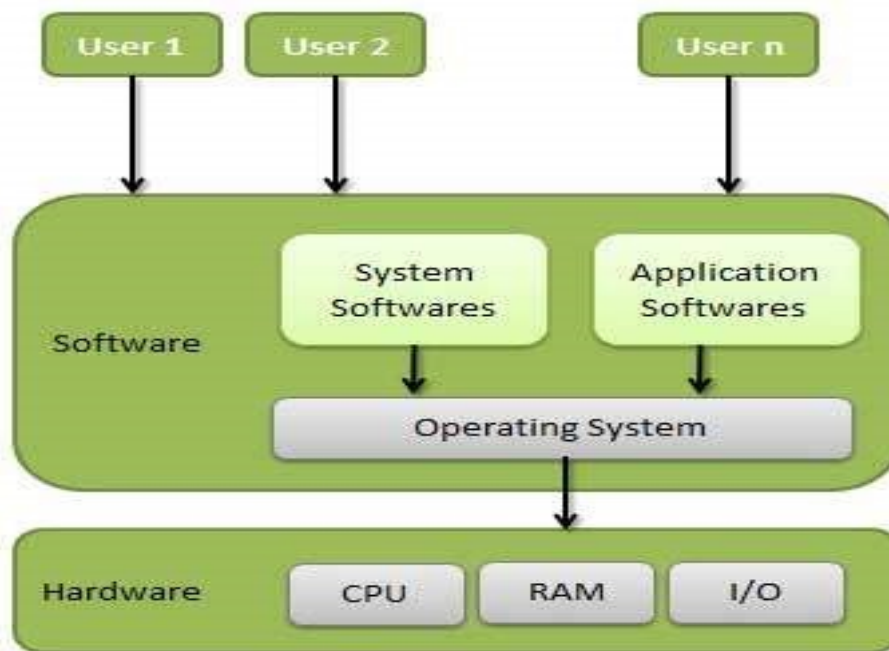 User 1
User 2
User n
System
Softwares
Application
Softwares
Software
Operating System
Hardware
CPU
RAM
I/O